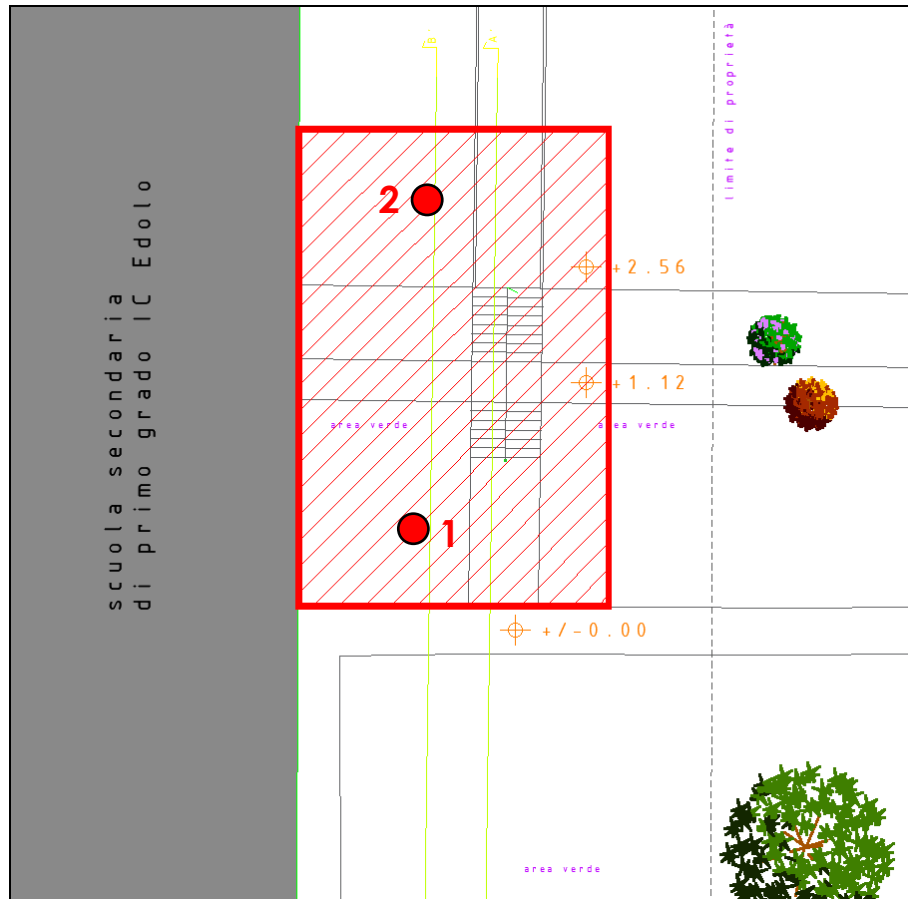 B'
A'
limite di proprietà
2
+2.56
scuola secondaria
di primo grado IC Edolo
+1.12
area verde
area verde
1
+/-0.00
area verde